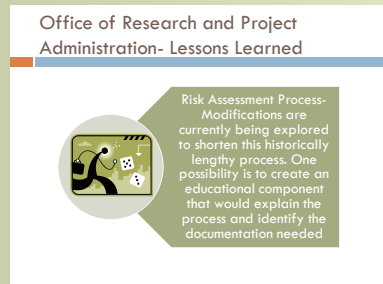 Office of Research and Project
Administration- Lessons Learned
Risk Assessment Process-
Modifications are
currently being explored
to shorten this historically
lengthy process. One
possibility is to create an
educational component
that would explain the
process and identify the
documentation needed